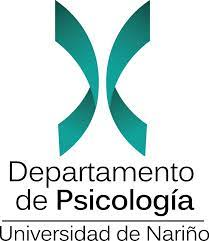 Departamento
de Psicología
Universidad de Nariño